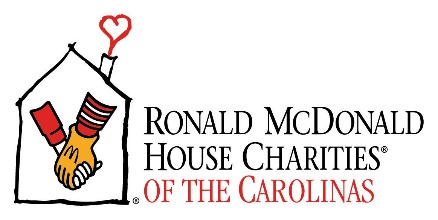 RONALD MCDONALD
HOUSE CHARITIES®
®OF THE CAROLINAS